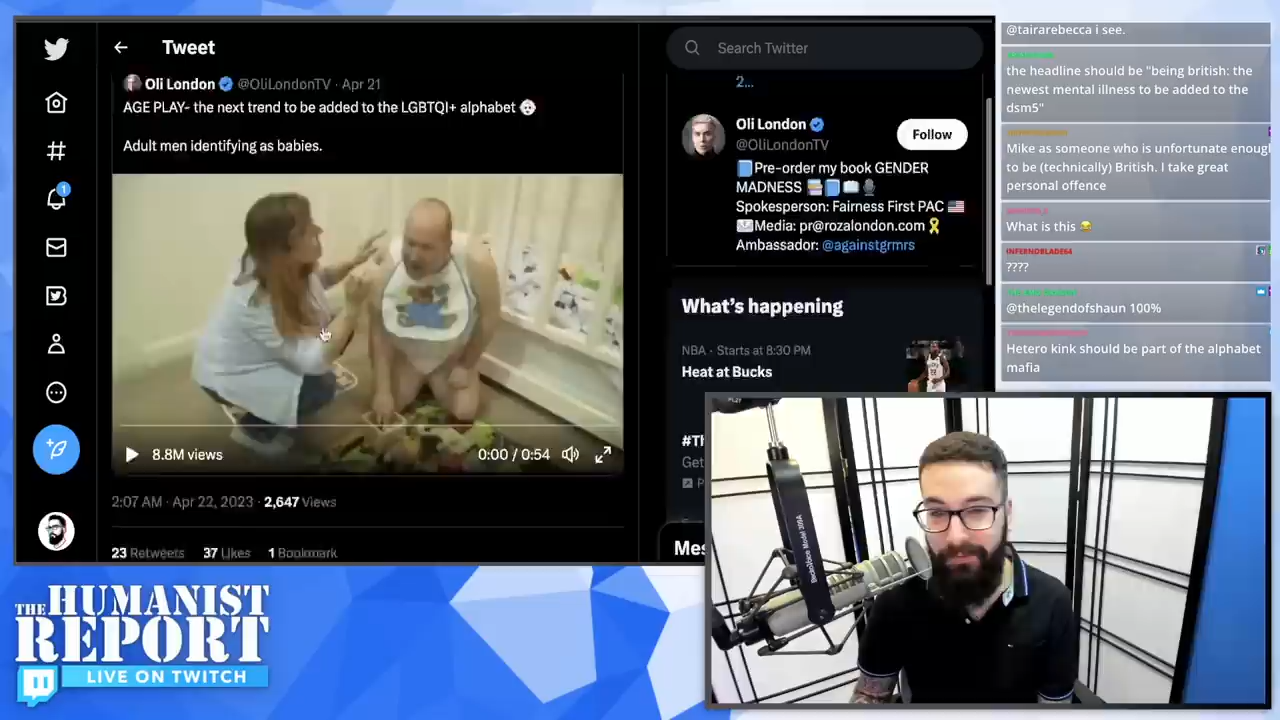 Tweet
Oli London @OliLondonTV · Apr 21
AGE PLAY- the next trend to be added to the LGBTQI+ alphabet
Adult men identifying as babies.
8.8M views
0:00 / 0:54
2:07 AM · Apr 22, 2023 · 2,647 Views
23 Retweets 37 Likes 1 Bookmark
1
Search Twitter
2...
Oli London
@OliLondonTV
Follow
Pre-order my book GENDER
MADNESS
Spokesperson: Fairness First PAC
Media: pr@rozalondon.com
Ambassador: @againstgrmrs
What's happening
NBA · Starts at 8:30 PM
Heat at Bucks
#Th
Get
P
Mes
@tairarebecca i see.
the headline should be "being british: the
newest mental illness to be added to the
dsm5"
Mike as someone who is unfortunate enough
to be (technically) British. I take great
personal offence
What is this
INFERNOBLADE64
????
@thelegendofshaun 100%
Hetero kink should be part of the alphabet
mafia
THE HUMANIST
REPORT
LIVE ON TWITCH